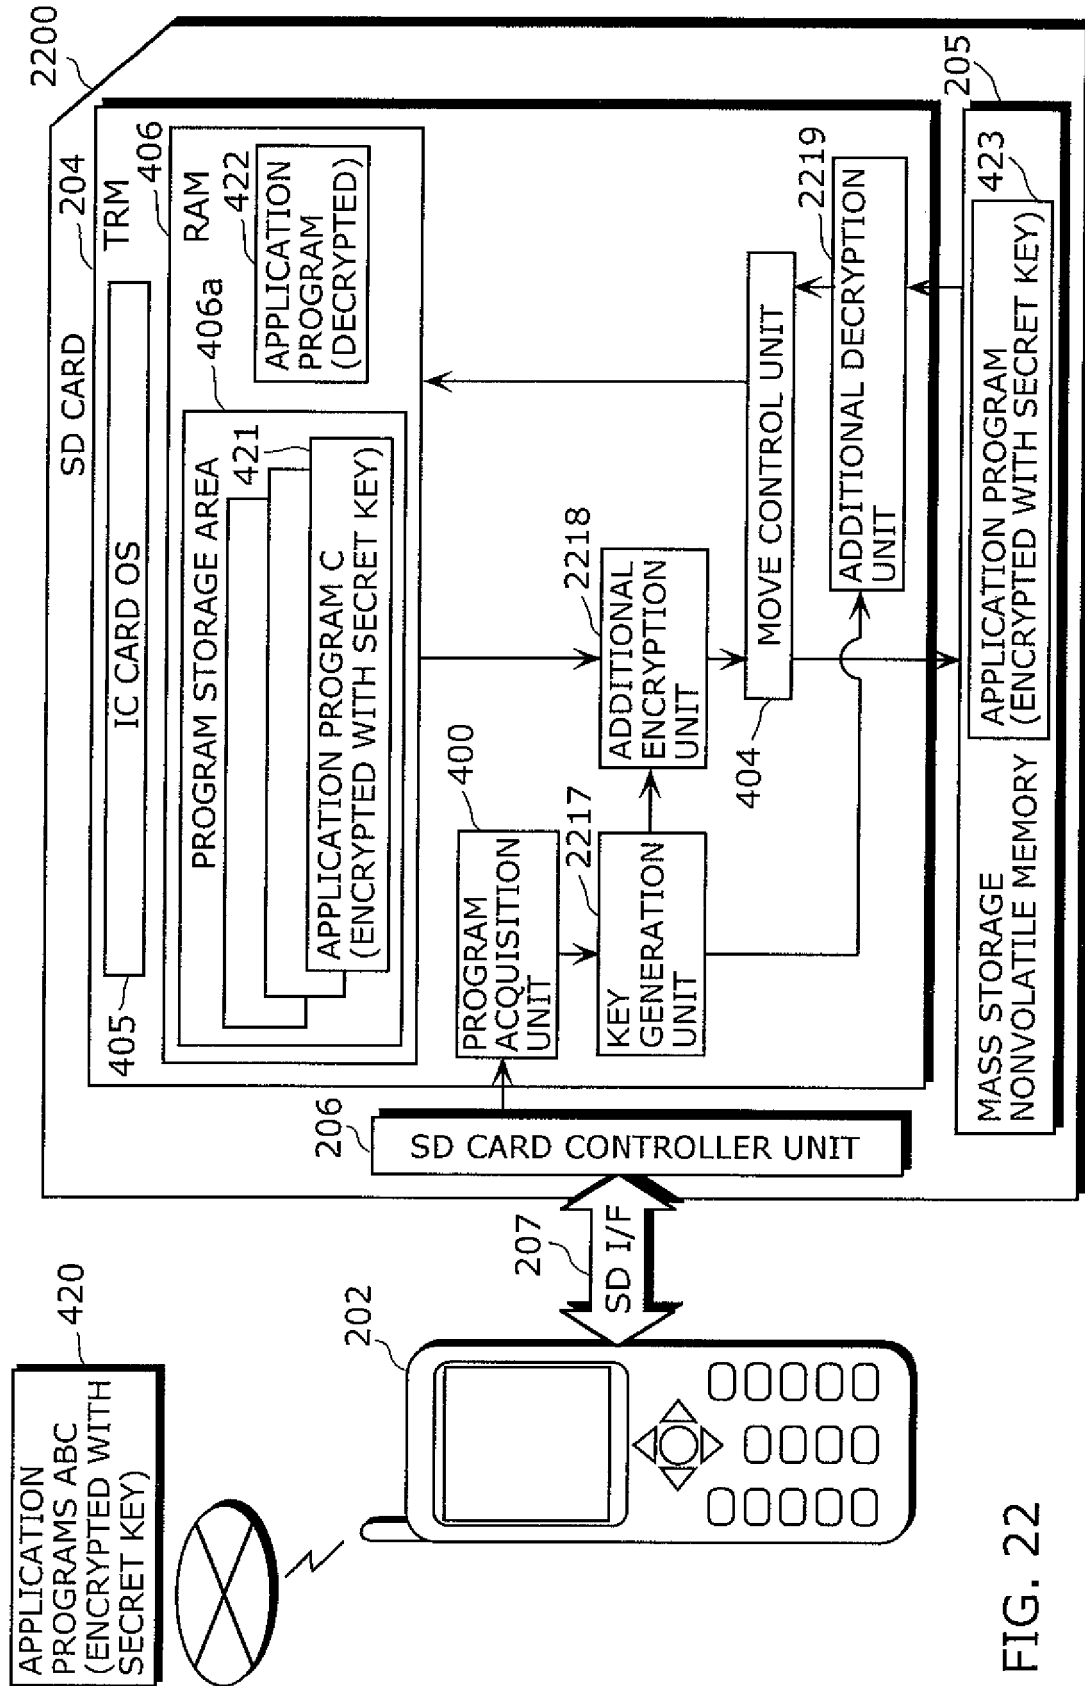 APPLICATION
PROGRAMS ABC
(ENCRYPTED WITH
SECRET KEY)
420
202
207
SD I/F
SD CARD
2200
204
TRM
405
IC CARD OS
406
RAM
406a
PROGRAM STORAGE AREA
421
APPLICATION PROGRAM C
(ENCRYPTED WITH SECRET KEY)
422
APPLICATION
PROGRAM
(DECRYPTED)
206
SD CARD CONTROLLER UNIT
400
PROGRAM
ACQUISITION
UNIT
2217
KEY
GENERATION
UNIT
2218
ADDITIONAL
ENCRYPTION
UNIT
404
MOVE CONTROL UNIT
2219
ADDITIONAL DECRYPTION
UNIT
205
MASS STORAGE
NONVOLATILE MEMORY
423
APPLICATION PROGRAM
(ENCRYPTED WITH SECRET KEY)
FIG. 22